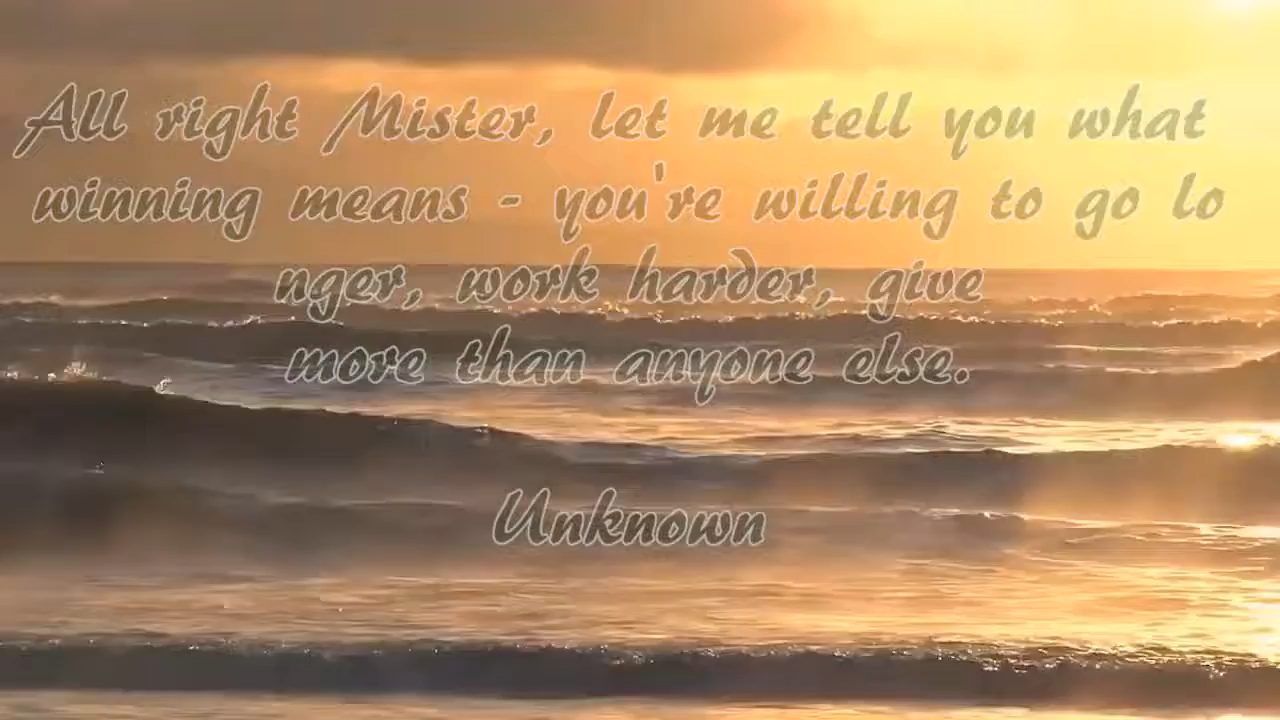 All right Mister, let me tell you what
winning means - you're willing to go lo
nger, work harder, give
more than anyone else.
Unknown